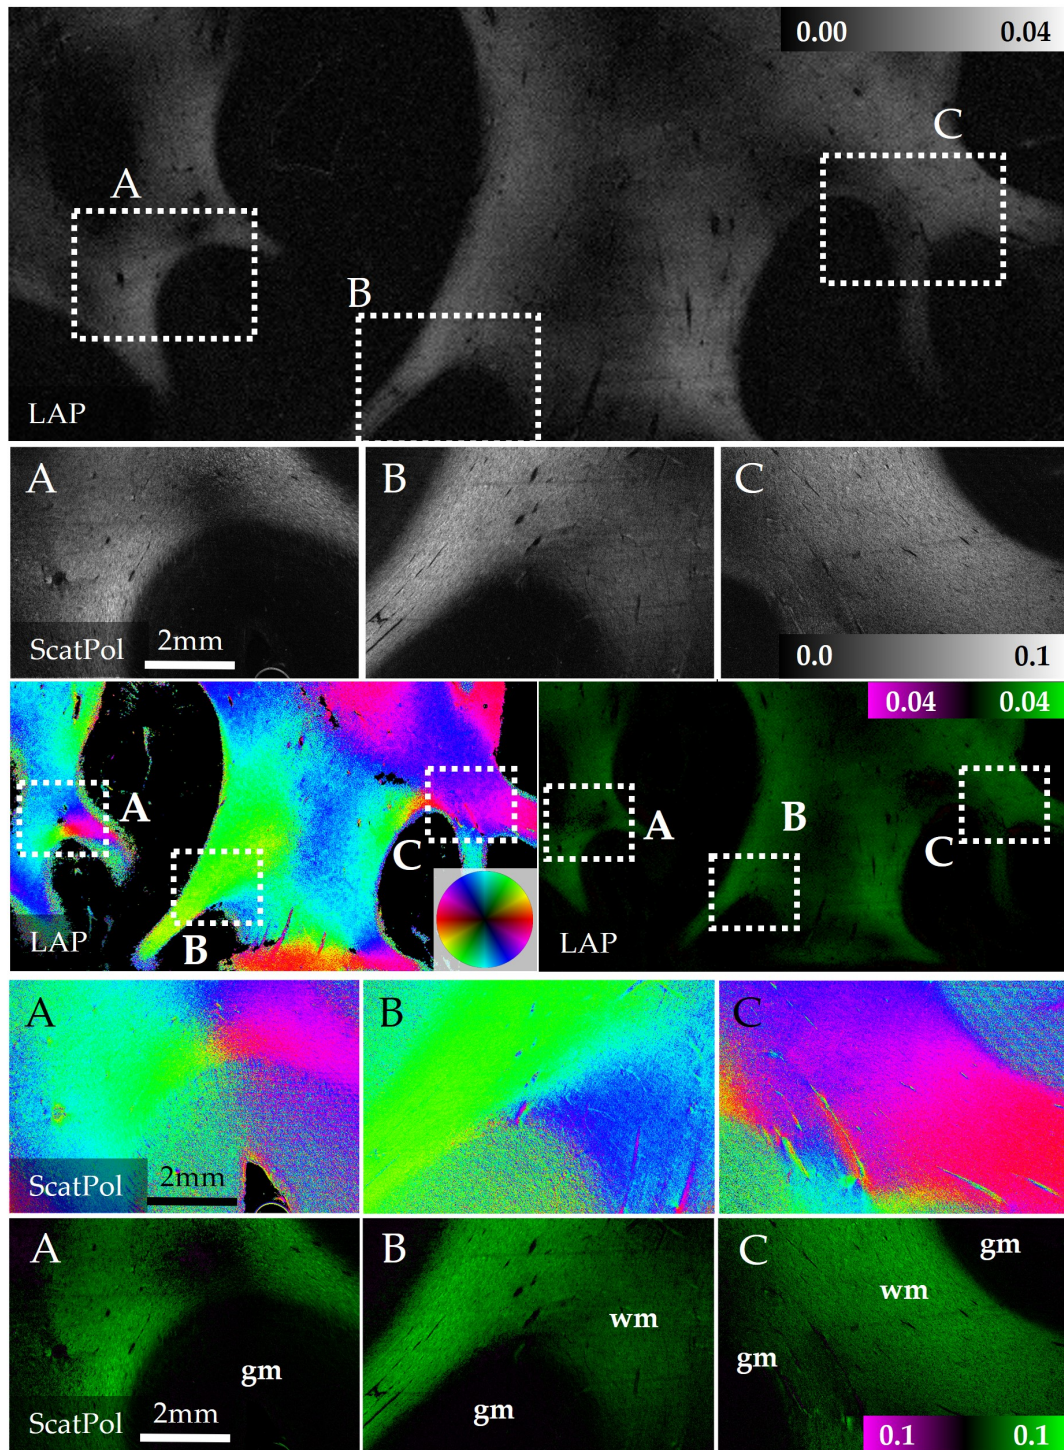 0.00 0.04
C
A
B
LAP
A B C
ScatPol 2mm 0.0 0.1
0.04 0.04
A B A
C C
B
LAP LAP
A B C
ScatPol 2mm
A B C gm
wm wm
gm gm gm
ScatPol 2mm 0.1 0.1